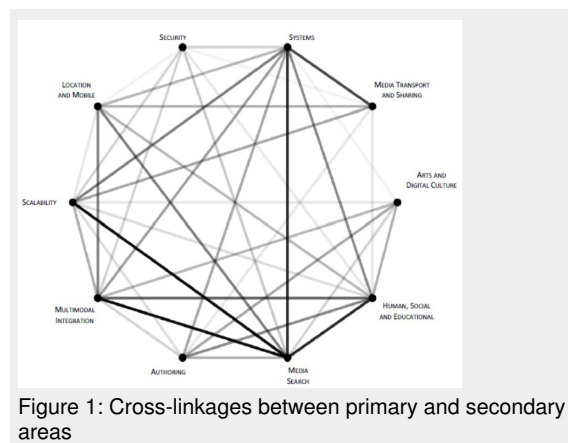 SECURITY
SYSTEMS
LOCATION
AND MOBILE
MEDIA TRANSPORT
AND SHARING
ARTS AND
DIGITAL CULTURE
SCALABILITY
HUMAN, SOCIAL
AND EDUCATIONAL
MULTIMODAL
INTEGRATION
AUTHORING
MEDIA
SEARCH
Figure 1: Cross-linkages between primary and secondary
areas